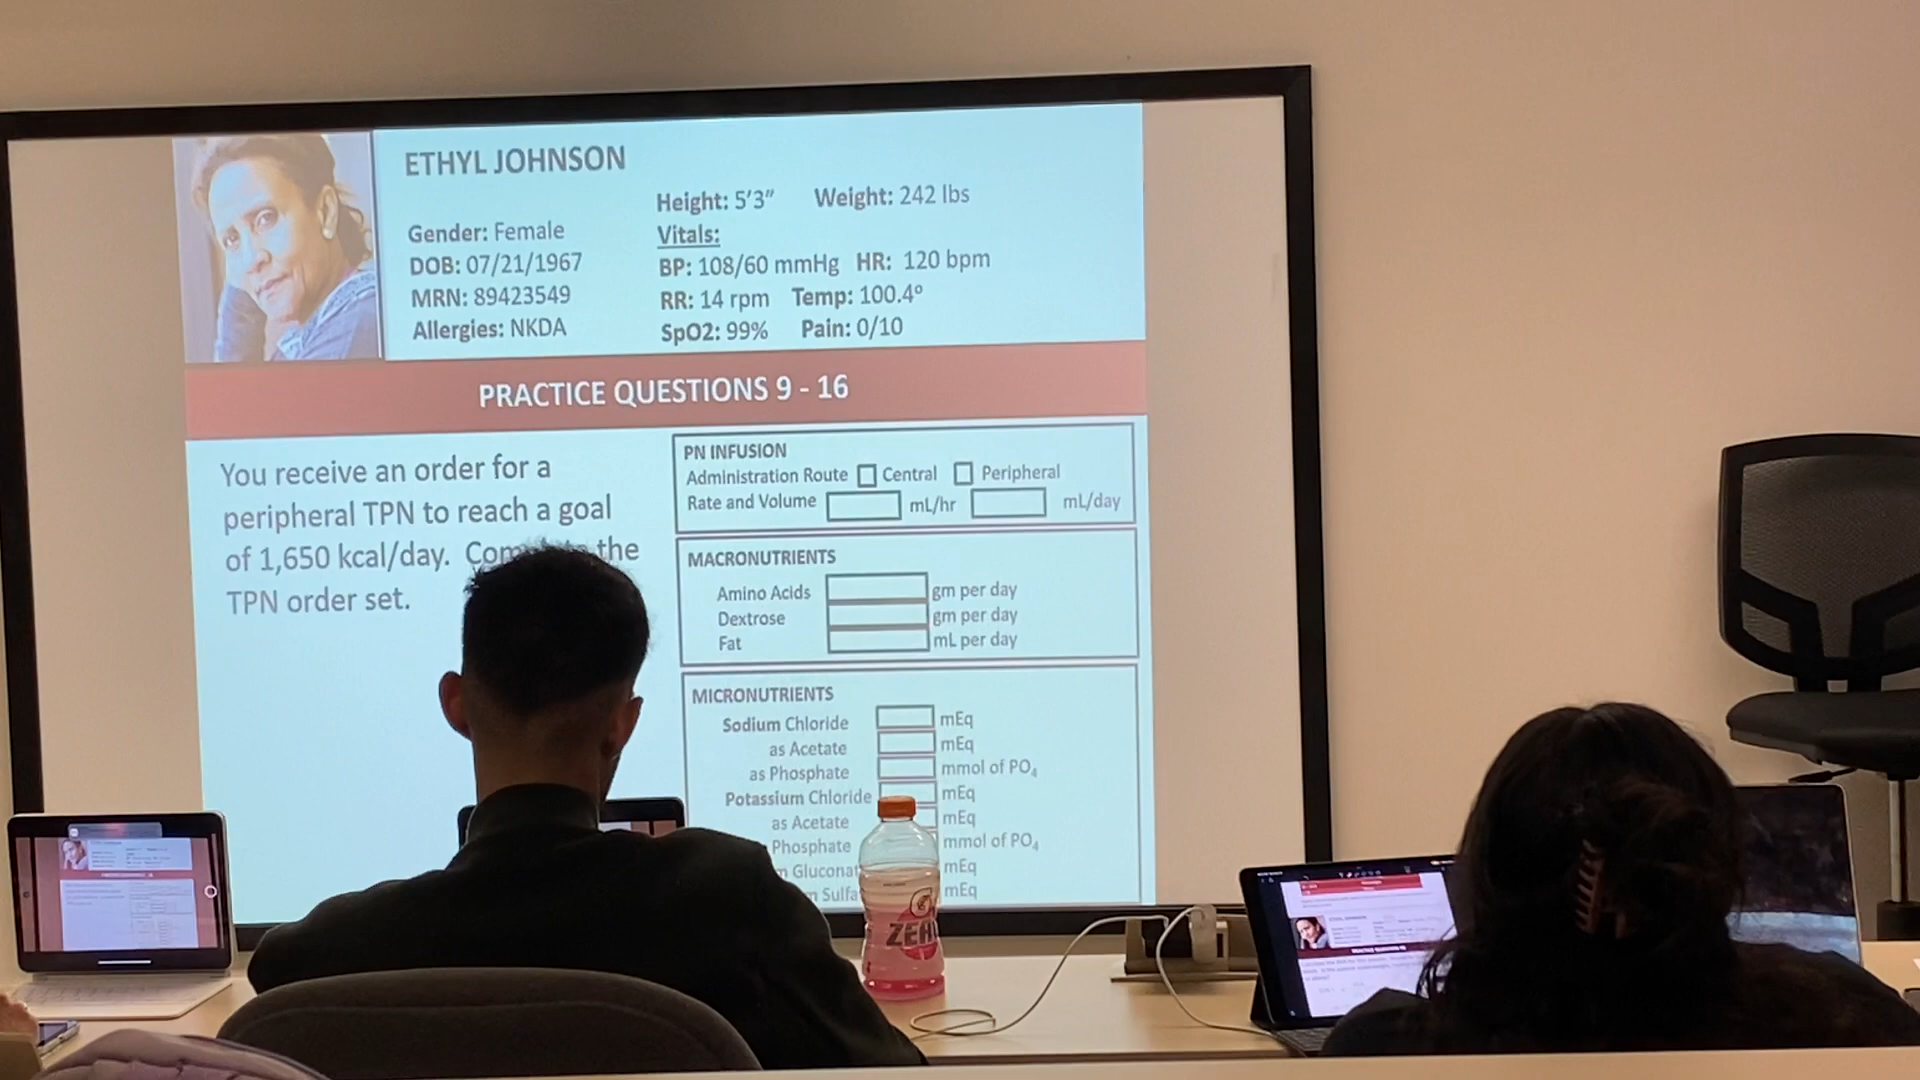 ETHYL JOHNSON
Height: 5'3" Weight: 242 lbs
Gender: Female
Vitals:
DOB: 07/21/1967
BP: 108/60 mmHg HR: 120 bpm
MRN: 89423549
RR: 14 rpm Temp: 100.4º
Allergies: NKDA
SpO2: 99% Pain: 0/10
PRACTICE QUESTIONS 9 - 16
You receive an order for a
peripheral TPN to reach a goal
of 1,650 kcal/day. the
TPN order set.
PN INFUSION
Administration Route Central Peripheral
Rate and Volume mL/hr mL/day
MACRONUTRIENTS
Amino Acids gm per day
Dextrose gm per day
Fat mL per day
MICRONUTRIENTS
Sodium Chloride mEq
as Acetate mEq
as Phosphate mmol of PO4
Potassium Chloride mEq
as Acetate mEq
Phosphate mmol of PO4
mEq
mEq
G
ZER